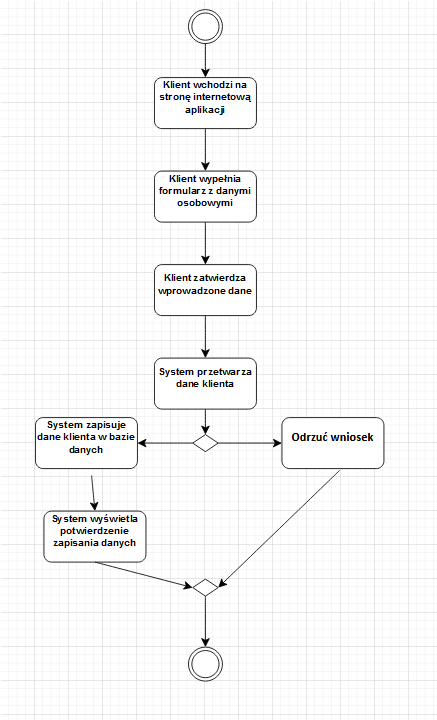 Klient wchodzi na
stronę internetową
aplikacji
Klient wypełnia
formularz z danymi
osobowymi
Klient zatwierdza
wprowadzone dane
System przetwarza
dane klienta
System zapisuje
dane klienta w bazie
danych
Odrzuć wniosek
System wyświetla
potwierdzenie
zapisania danych